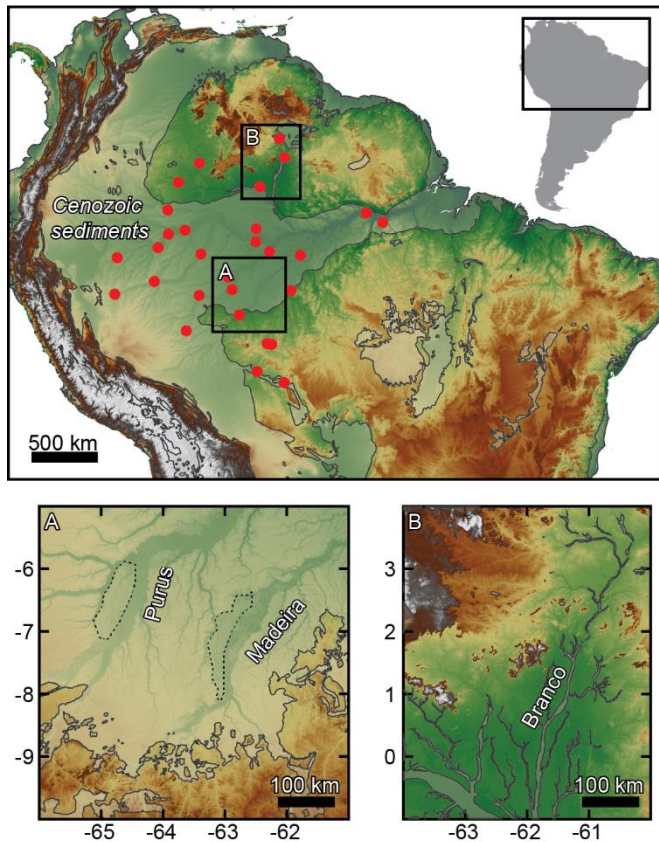 B
Cenozoic
sediments
A
500 km
A
-6
-7
-8
-9
Purus
Madeira
100 km
-65
-64
-63
-62
B
3
2
1
0
Branco
100 km
-63
-62
-61